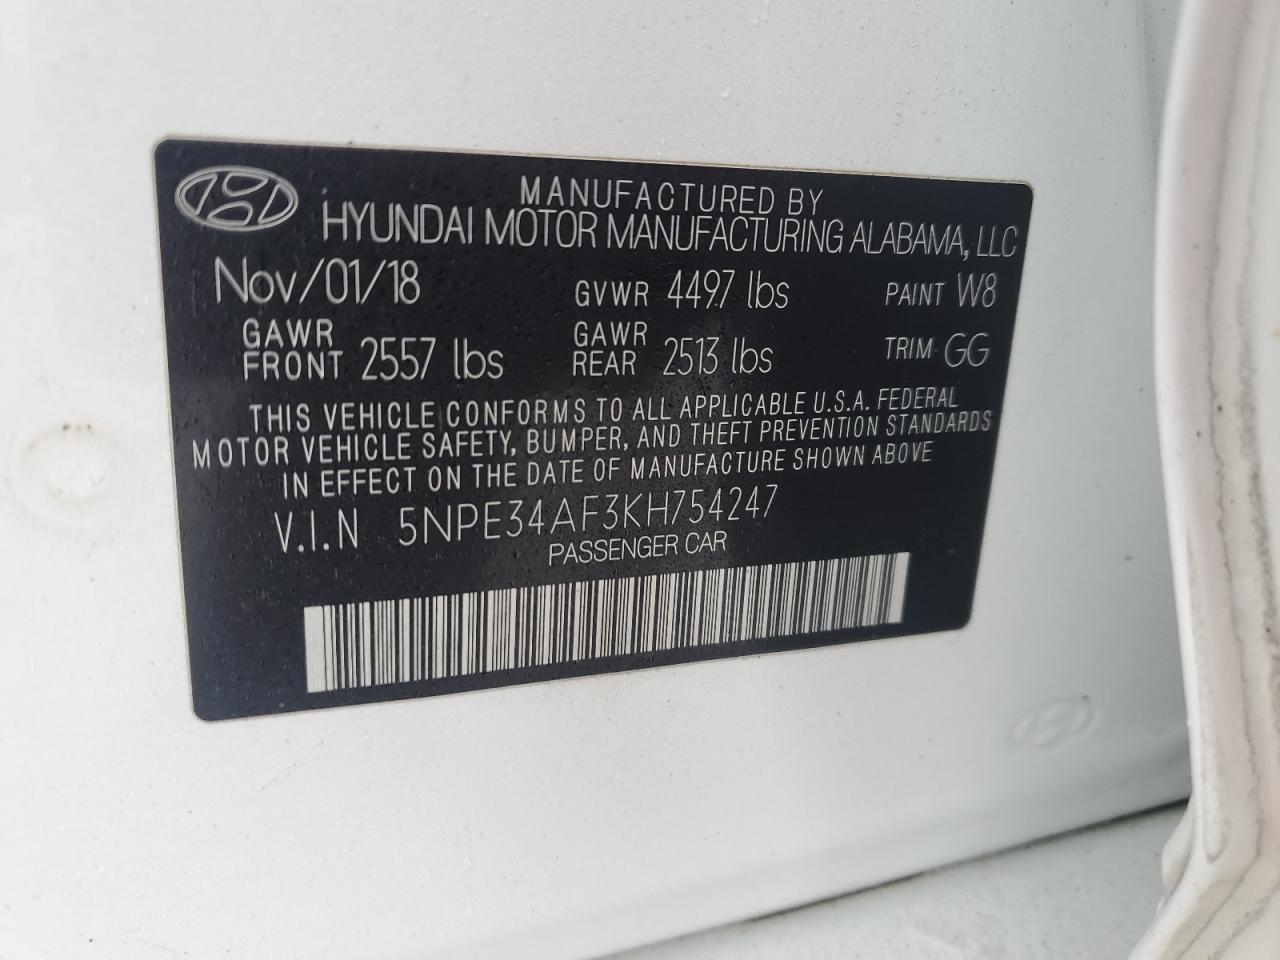 MANUFACTURED BY
HYUNDAI MOTOR MANUFACTURING ALABAMA, LLC
Nov/01/18 GVWR 4497 lbs PAINT W8
GAWR FRONT 2557 lbs GAWR REAR 2513 lbs TRIM GG
THIS VEHICLE CONFORMS TO ALL APPLICABLE U.S.A. FEDERAL
MOTOR VEHICLE SAFETY, BUMPER, AND THEFT PREVENTION STANDARDS
IN EFFECT ON THE DATE OF MANUFACTURE SHOWN ABOVE
V.I.N 5NPE34AF3KH754247
PASSENGER CAR